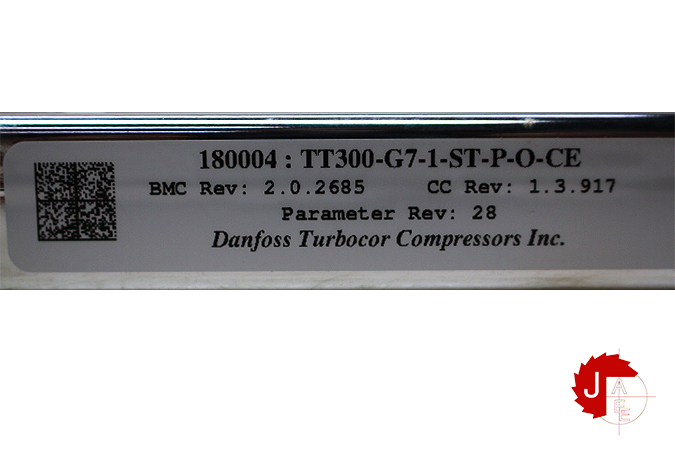 180004 : TT300-G7-1-ST-P-O-CE
BMC Rev: 2.0.2685 CC Rev: 1.3.917
Parameter Rev: 28
Danfoss Turbocor Compressors Inc.
J
A